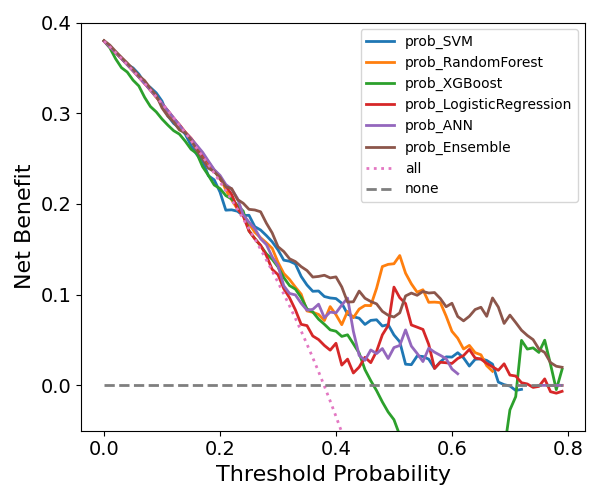 0.4
0.3
0.2
0.1
0.0
Net Benefit
prob_SVM
prob_RandomForest
prob_XGBoost
prob_LogisticRegression
prob_ANN
prob_Ensemble
all
none
0.0 0.2 0.4 0.6 0.8
Threshold Probability